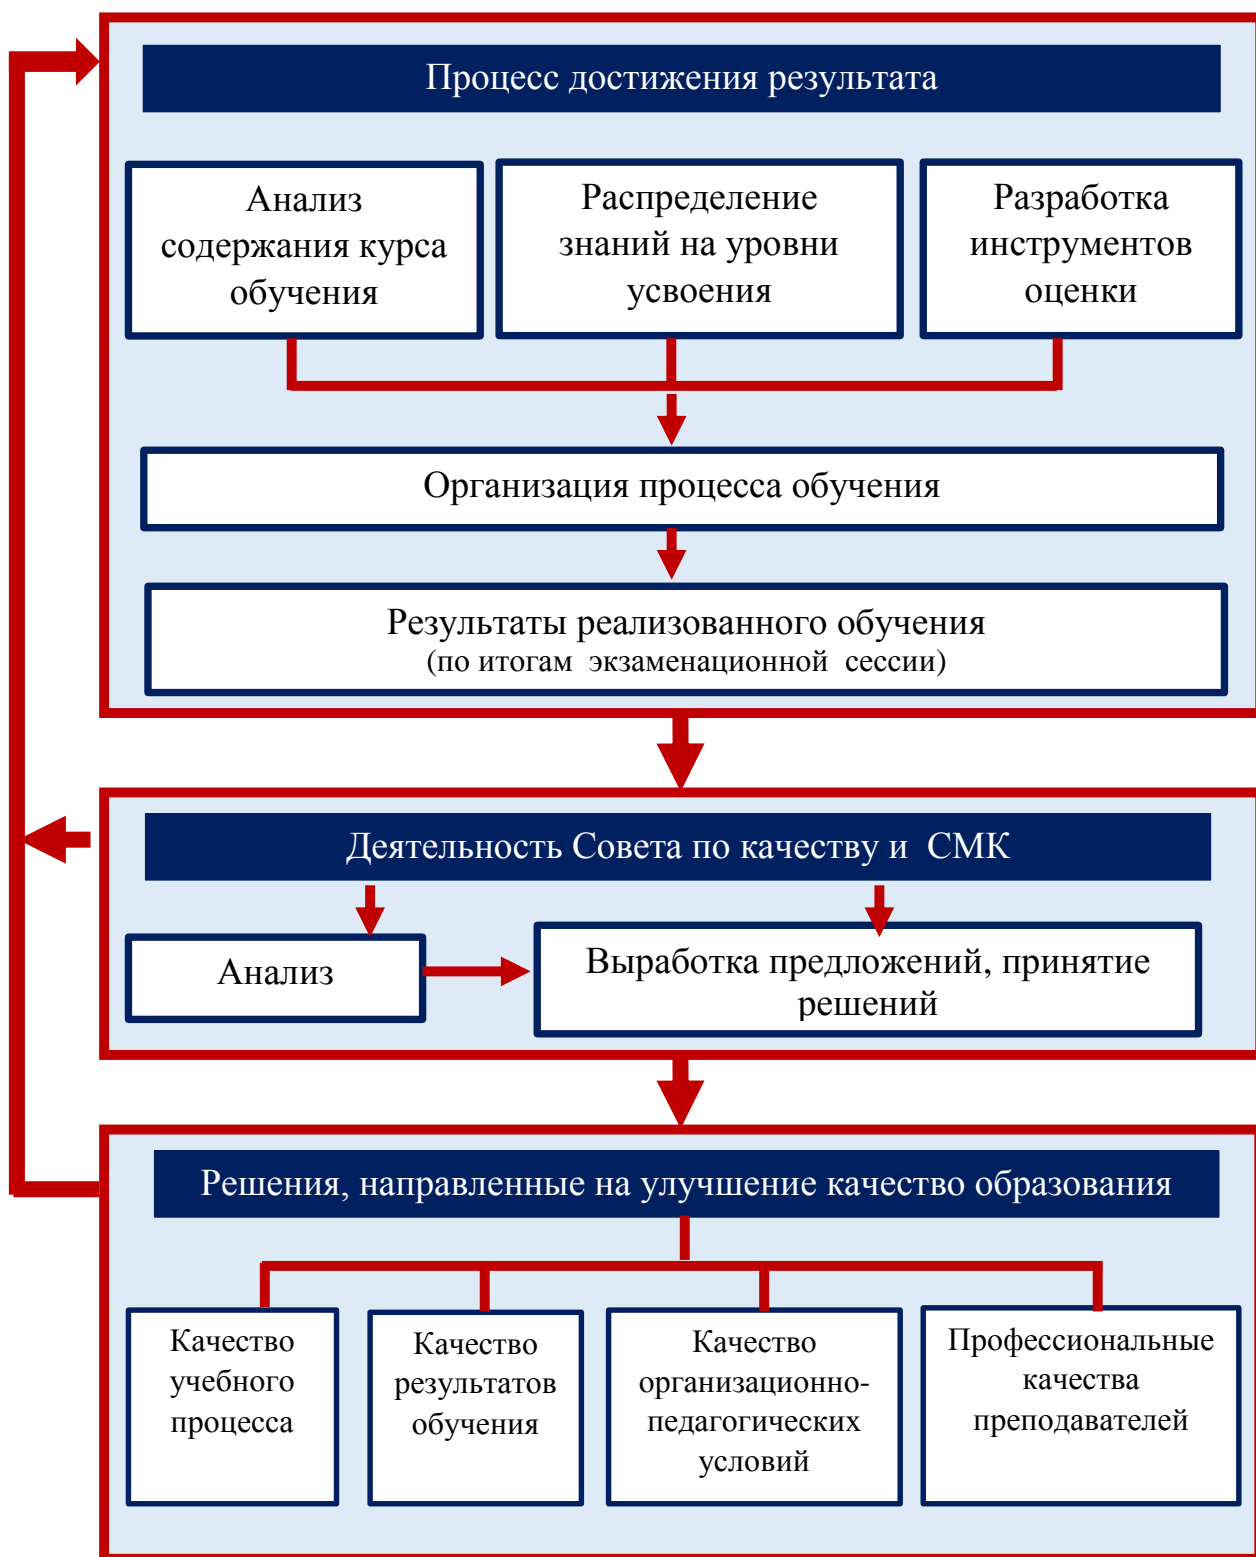 Процесс достижения результата
Анализ
содержания курса
обучения
Распределение
знаний на уровни
усвоения
Разработка
инструментов
оценки
Организация процесса обучения
Результаты реализованного обучения
(по итогам экзаменационной сессии)
Деятельность Совета по качеству и СМК
Анализ
Выработка предложений, принятие
решений
Решения, направленные на улучшение качество образования
Качество
учебного
процесса
Качество
результатов
обучения
Качество
организационно-
педагогических
условий
Профессиональные
качества
преподавателей